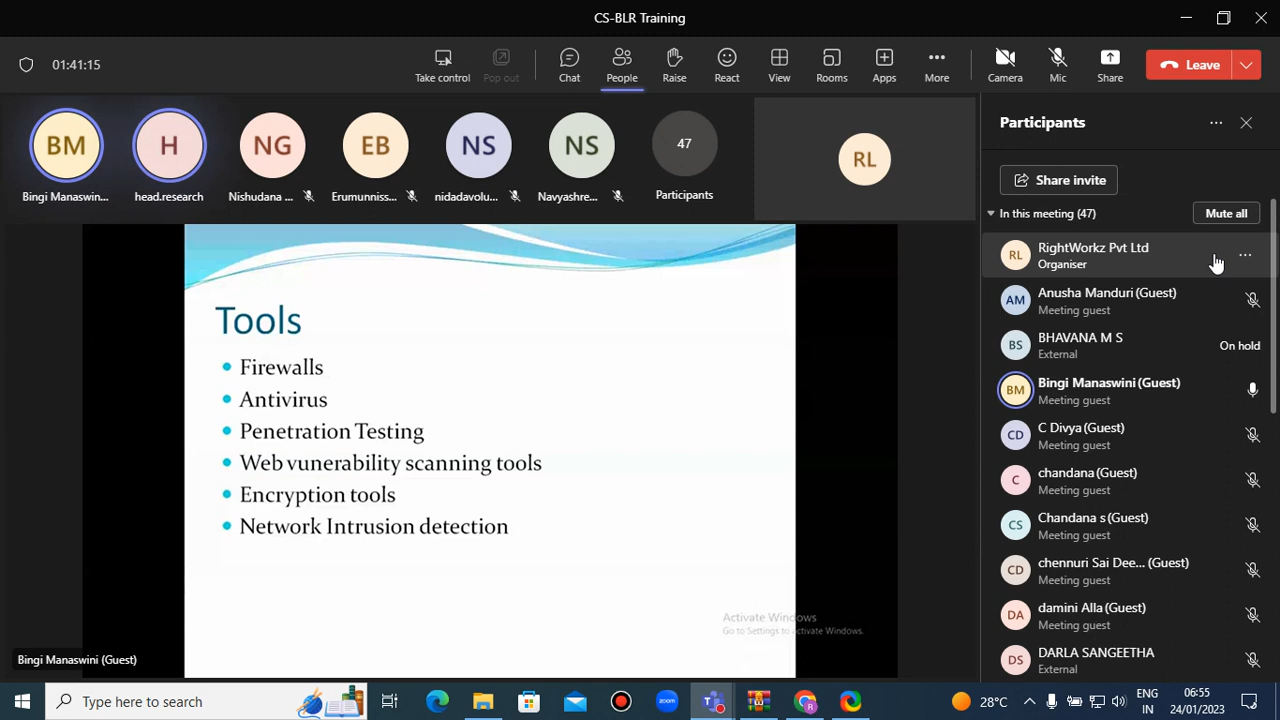 CS-BLR Training
01:41:15
Take control
Pop out
Chat
People
Raise
React
View
Rooms
Apps
More
Camera
Mic
Share
Leave
BM
H
NG
EB
NS
NS
47
RL
Bingi Manaswin...
head.research
Nishudana ...
Erumunniss...
nidadavolu...
Navyashre...
Participants
Participants
Share invite
In this meeting (47)
Mute all
RL
RightWorkz Pvt Ltd
Organiser
AM
Anusha Manduri (Guest)
Meeting guest
BS
BHAVANA M S
External
On hold
BM
Bingi Manaswini (Guest)
Meeting guest
CD
C Divya (Guest)
Meeting guest
C
chandana (Guest)
Meeting guest
CS
Chandana s (Guest)
Meeting guest
CD
chennuri Sai Dee... (Guest)
Meeting guest
DA
damini Alla (Guest)
Meeting guest
DS
DARLA SANGEETHA
External
Tools
Firewalls
Antivirus
Penetration Testing
Web vunerability scanning tools
Encryption tools
Network Intrusion detection
Activate Windows
Go to Settings to Activate Windows.
Bingi Manaswini (Guest)
Type here to search
zoom
28°C
ENG
IN
06:55
24/01/2023